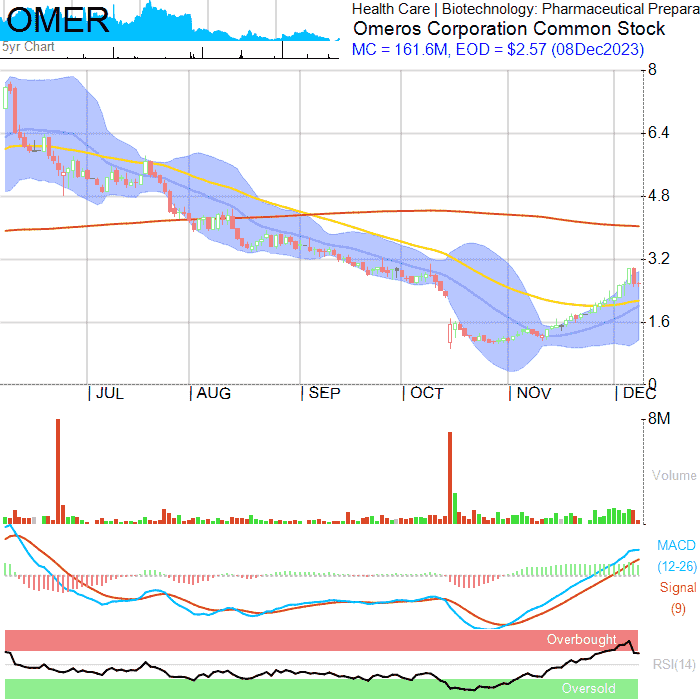 OMER
5yr Chart
Health Care | Biotechnology: Pharmaceutical Prepara
Omeros Corporation Common Stock
MC = 161.6M, EOD = $2.57 (08Dec2023)
8
6.4
4.8
3.2
1.6
0
JUL
AUG
SEP
OCT
NOV
DEC
8M
Volume
MACD
(12-26)
Signal
(9)
Overbought
RSI(14)
Oversold